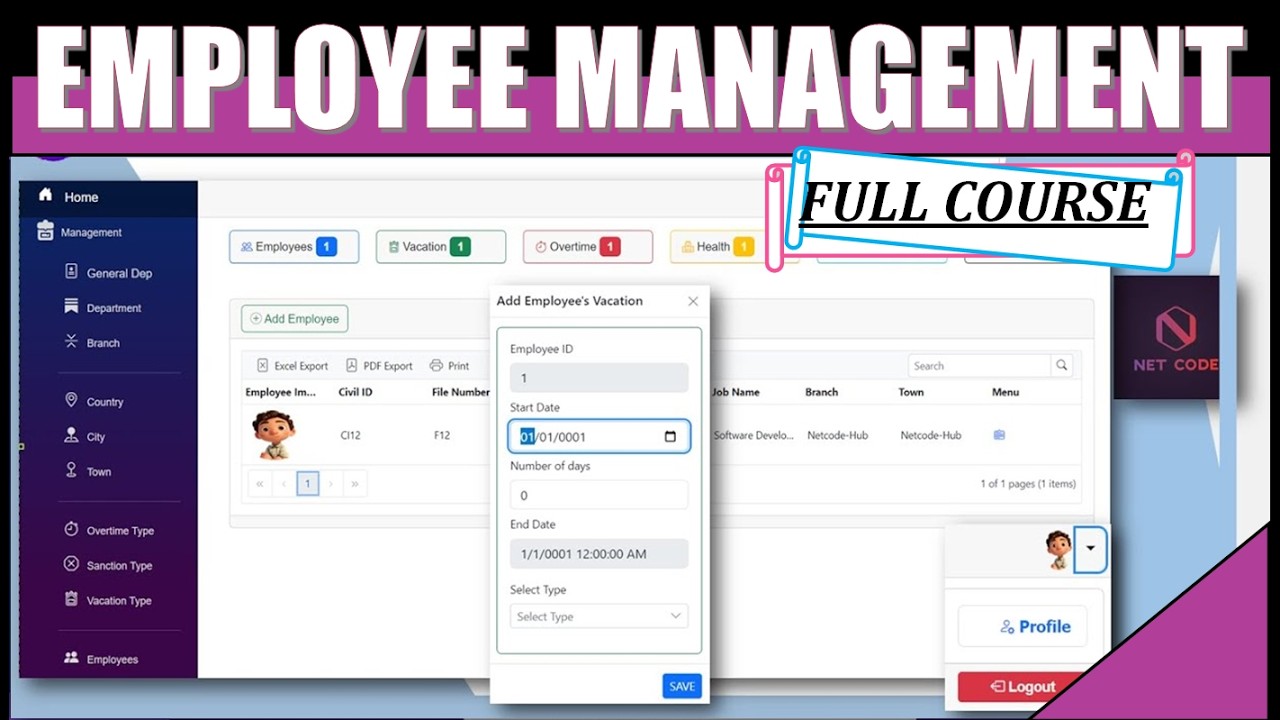 EMPLOYEE MANAGEMENT
FULL COURSE
Home
Management
General Dep
Department
Branch
Country
City
Town
Overtime Type
Sanction Type
Vacation Type
Employees
Employees 1
Vacation 1
Overtime 1
Health 1
Add Employee
Excel Export
PDF Export
Print
Search
Employee Im...
Civil ID
File Number
Job Name
Branch
Town
Menu
CI12
F12
Software Develo...
Netcode-Hub
Netcode-Hub
« ‹ 1 › »
1 of 1 pages (1 items)
Add Employee's Vacation
Employee ID
1
Start Date
01/01/0001
Number of days
0
End Date
1/1/0001 12:00:00 AM
Select Type
Select Type
SAVE
NET CODE
Profile
Logout